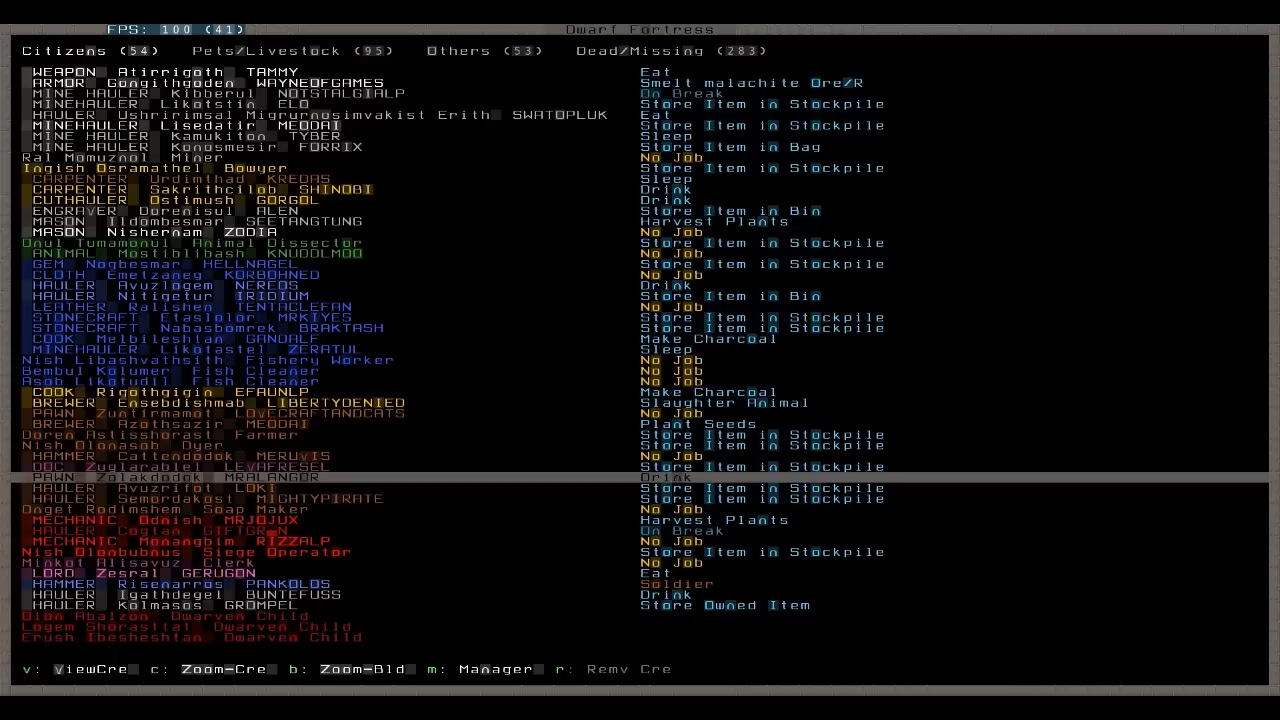 FPS: 100 (41) Dwarf Fortress
Citizens (54) Pets/Livestock (95) Others (53) Dead/Missing (283)
WEAPON Atirrigoth TAMMY Eat
ARMOR Gongithgoden WAYNEOFGAMES Smelt malachite Ore/R
MINE HAULER Kibberul NOTSTALGIALP On Break
MINEHAULER Likotstin ELO Store Item in Stockpile
HAULER Ushririmsal Migrurnosimvakist Erith SWATOPLUK Eat
MINEHAULER Lisedatir MEODAI Store Item in Stockpile
MINE HAULER Kamukiton TYBER Sleep
MINE HAULER Konosmesir FORRIX Store Item in Bag
Ral Momuznol Miner No Job
Ingish Osramathel Bowyer Store Item in Stockpile
CARPENTER Urdimthad KREDAS Sleep
CARPENTER Sakrithcilob SHINOBI Drink
CUTHAULER Ostimush GORGOL Drink
ENGRAVER Dorenisul ALEN Store Item in Bin
MASON Ildombesmar SEETANGTUNG Harvest Plants
MASON Nishernam ZODIA No Job
Onul Tumamonul Animal Dissector Store Item in Stockpile
ANIMAL Mostiblibash KNUDDLMOO No Job
GEM Nogbesmar HELLNAGEL Store Item in Stockpile
CLOTH Emetzaneg KORBOHNED No Job
HAULER Avuzlogem NEREOS Drink
HAULER Nitigetur IRIDIUM Store Item in Bin
LEATHER Ralishen TENTACLEFAN No Job
STONECRAFT Etaslolor MRKIYES Store Item in Stockpile
STONECRAFT Nabasbomrek BRAKTASH Store Item in Stockpile
COOK Melbileshtan GANDALF Make Charcoal
MINEHAULER Likotastel ZERATUL Sleep
Nish Libashvathsith Fishery Worker No Job
Bembul Kolumer Fish Cleaner No Job
Asob Likotudil Fish Cleaner No Job
COOK Rigothgigin EFAUNLP Make Charcoal
BREWER Ensebdishmab LIBERTYDENIED Slaughter Animal
PAWN Zuntirmamot LOVECRAFTANDCATS No Job
BREWER Azothsazir MEODAI Plant Seeds
Doren Astisshorast Farmer Store Item in Stockpile
Nish Olonasob Dyer Store Item in Stockpile
HAMMER Cattendodok MERUVIS No Job
DOC Zuglarablel LEVAFRESEL Store Item in Stockpile
PAWN Zolakdodok MRALANGOR Drink
HAULER Avuzrifot LOKI Store Item in Stockpile
HAULER Semordakost MIGHTYPIRATE Store Item in Stockpile
Onget Rodimshem Soap Maker No Job
MECHANIC Odnish MRJOJUX Harvest Plants
HAULER Cogtan On Break
MECHANIC Monangbim RIZZALP No Job
Nish Olonbubnus Siege Operator Store Item in Stockpile
Minkot Alisavuz Clerk No Job
LORD Zesral GERUGON Eat
HAMMER Risenarros PANKOLOS Soldier
HAULER Igathdegel BUNTEFUSS Drink
HAULER Kolmasos GROMPEL Store Owned Item
Olon Abalzon Dwarven Child
Logem Shorasttat Dwarven Child
Erush Ibesheshtan Dwarven Child
v: ViewCre c: Zoom-Cre b: Zoom-Bld m: Manager r: Remv Cre